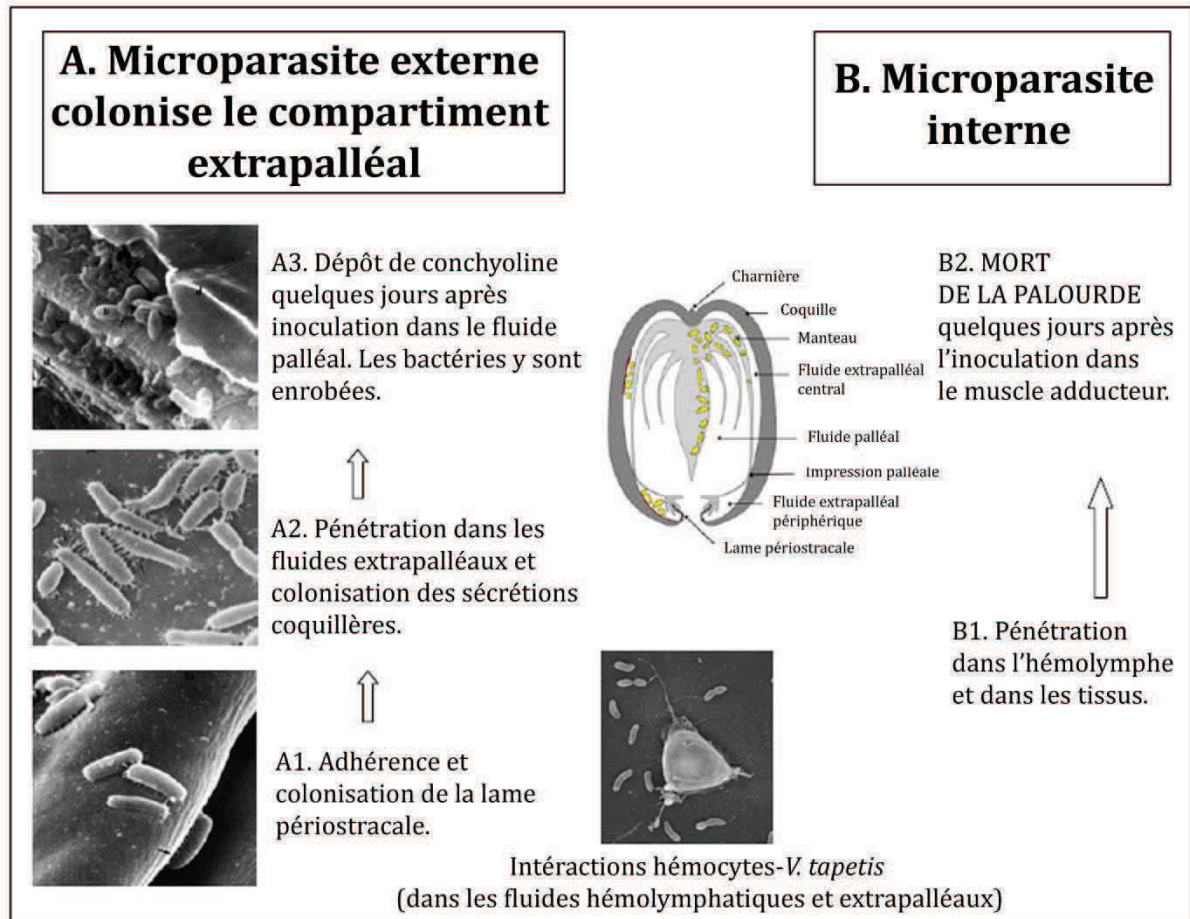 A. Microparasite externe
colonise le compartiment
extrapalléal
B. Microparasite
interne
A3. Dépôt de conchyoline
quelques jours après
inoculation dans le fluide
palléal. Les bactéries y sont
enrobées.
A2. Pénétration dans les
fluides extrapalléaux et
colonisation des sécrétions
coquillères.
A1. Adhérence et
colonisation de la lame
périostracale.
Charnière
Coquille
Manteau
Fluide extrapalléal
central
Fluide palléal
Impression palléale
Fluide extrapalléal
périphérique
Lame périostracale
Intéractions hémocytes-V. tapetis
(dans les fluides hémolymphatiques et extrapalléaux)
B2. MORT
DE LA PALOURDE
quelques jours après
l'inoculation dans
le muscle adducteur.
B1. Pénétration
dans l'hémolymphe
et dans les tissus.